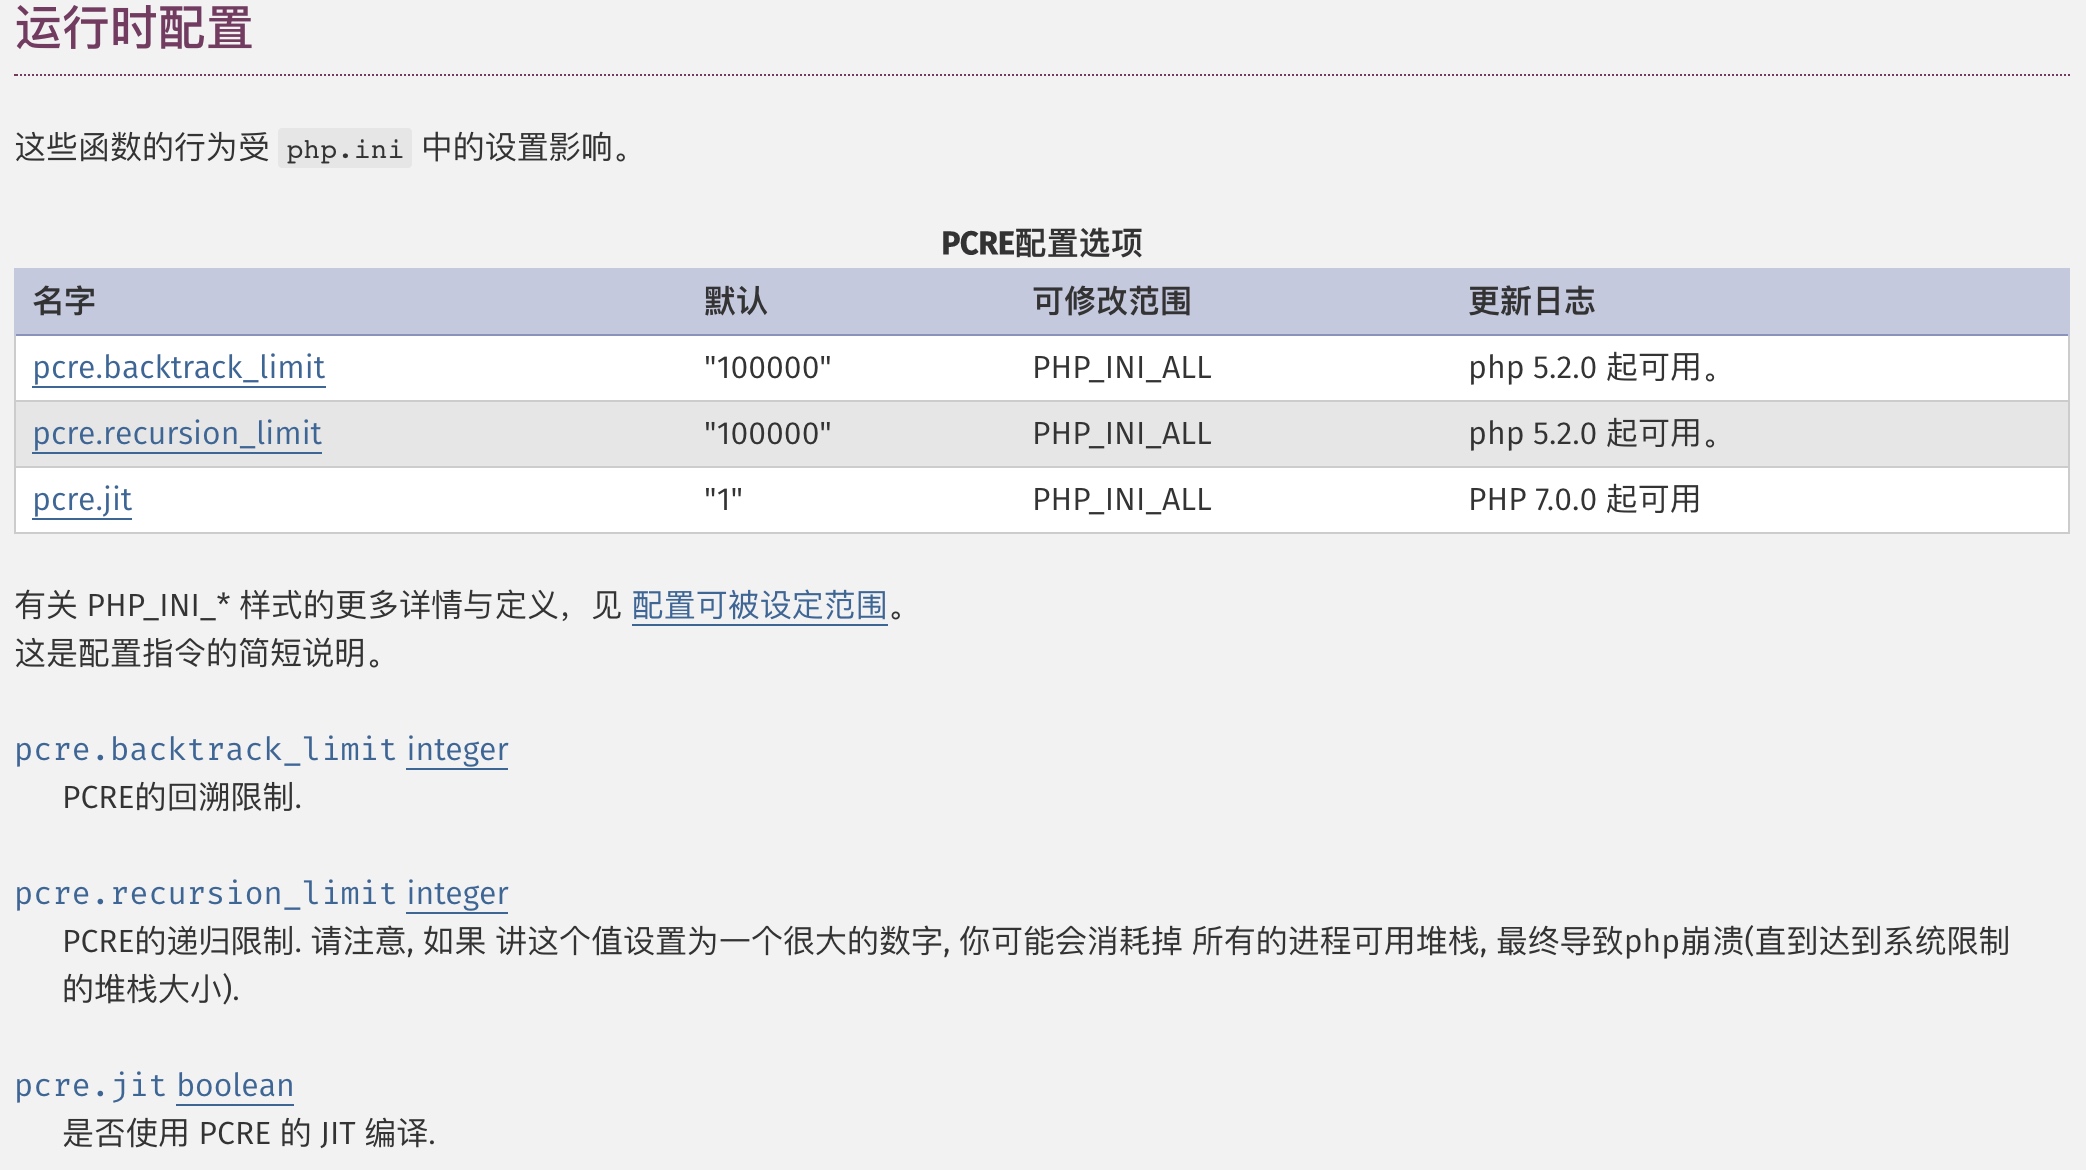 运行时配置
这些函数的行为受 php.ini 中的设置影响。
PCRE配置选项
名字 默认 可修改范围 更新日志
pcre.backtrack_limit "100000" PHP_INI_ALL php 5.2.0 起可用。
pcre.recursion_limit "100000" PHP_INI_ALL php 5.2.0 起可用。
pcre.jit "1" PHP_INI_ALL PHP 7.0.0 起可用
有关 PHP_INI_* 样式的更多详情与定义，见 配置可被设定范围。
这是配置指令的简短说明。
pcre.backtrack_limit integer
PCRE的回溯限制.
pcre.recursion_limit integer
PCRE的递归限制. 请注意, 如果 讲这个值设置为一个很大的数字, 你可能会消耗掉 所有的进程可用堆栈, 最终导致php崩溃(直到达到系统限制
的堆栈大小).
pcre.jit boolean
是否使用 PCRE 的 JIT 编译.